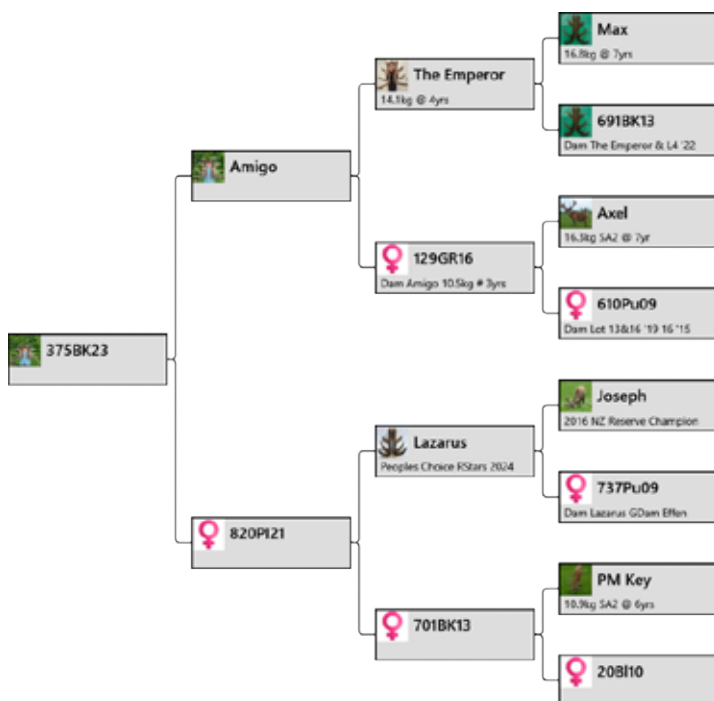 Max
16.8kg @ 7yrs
The Emperor
14.1kg @ 4yrs
691BK13
Dam The Emperor & L4 '22
Amigo
Axel
16.5kg SA2 @ 7yr
129GR16
Dam Amigo 10.5kg # 3yrs
610Pu09
Dam Lot 13&16 '19 16 '15
375BK23
Joseph
2016 NZ Reserve Champion
Lazarus
Peoples Choice RStars 2024
737Pu09
Dam Lazarus GDam Effen
820Pl21
PM Key
10.9kg SA2 @ 6yrs
701BK13
20Bl10